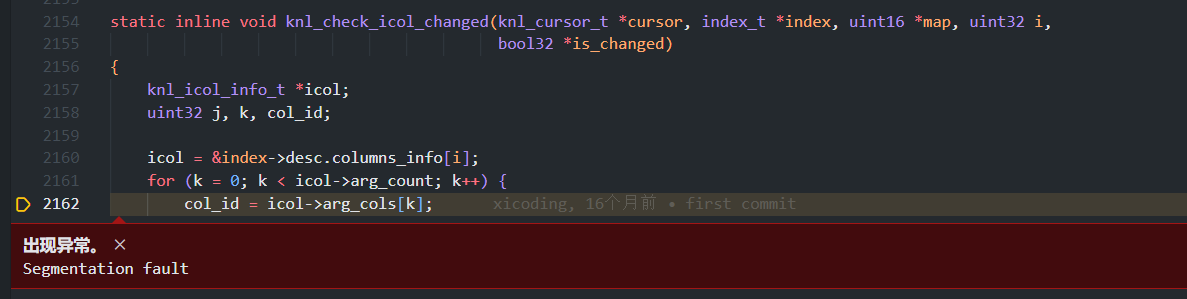 2154 static inline void knl_check_icol_changed(knl_cursor_t *cursor, index_t *index, uint16 *map, uint32 i,
2155 bool32 *is_changed)
2156 {
2157 knl_icol_info_t *icol;
2158 uint32 j, k, col_id;
2159
2160 icol = &index->desc.columns_info[i];
2161 for (k = 0; k < icol->arg_count; k++) {
2162 col_id = icol->arg_cols[k]; xicoding, 16个月前 • first commit
出现异常。 ×
Segmentation fault